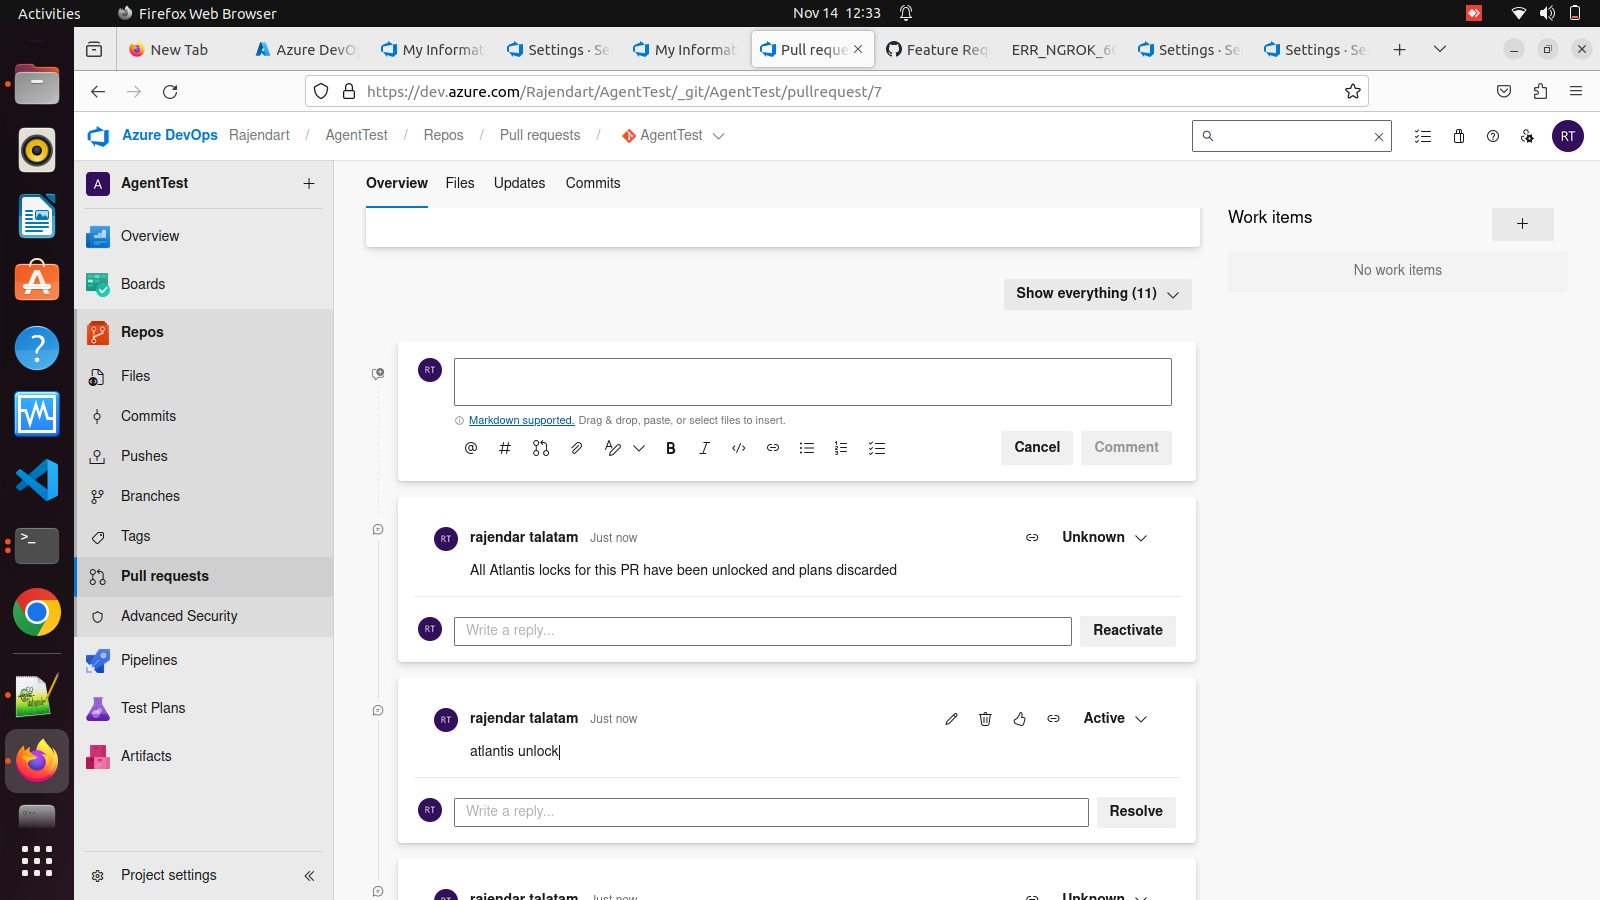 Activities
Firefox Web Browser
Nov 14 12:33
New Tab
Azure DevO
My Informat
Settings · Se
My Informat
Pull reque
Feature Req
ERR_NGROK_60
Settings · Se
Settings · Se
https://dev.azure.com/Rajendart/AgentTest/_git/AgentTest/pullrequest/7
Azure DevOps
Rajendart / AgentTest / Repos / Pull requests / AgentTest
RT
A
AgentTest
Overview
Boards
Repos
Files
Commits
Pushes
Branches
Tags
Pull requests
Advanced Security
Pipelines
Test Plans
Artifacts
Project settings
Overview
Files
Updates
Commits
Work items
No work items
Show everything (11)
RT
Markdown supported. Drag & drop, paste, or select files to insert.
Cancel
Comment
RT
rajendar talatam
Just now
Unknown
All Atlantis locks for this PR have been unlocked and plans discarded
RT
Write a reply...
Reactivate
RT
rajendar talatam
Just now
Active
atlantis unlock
RT
Write a reply...
Resolve
rajendar talatam
Just now
Unknown